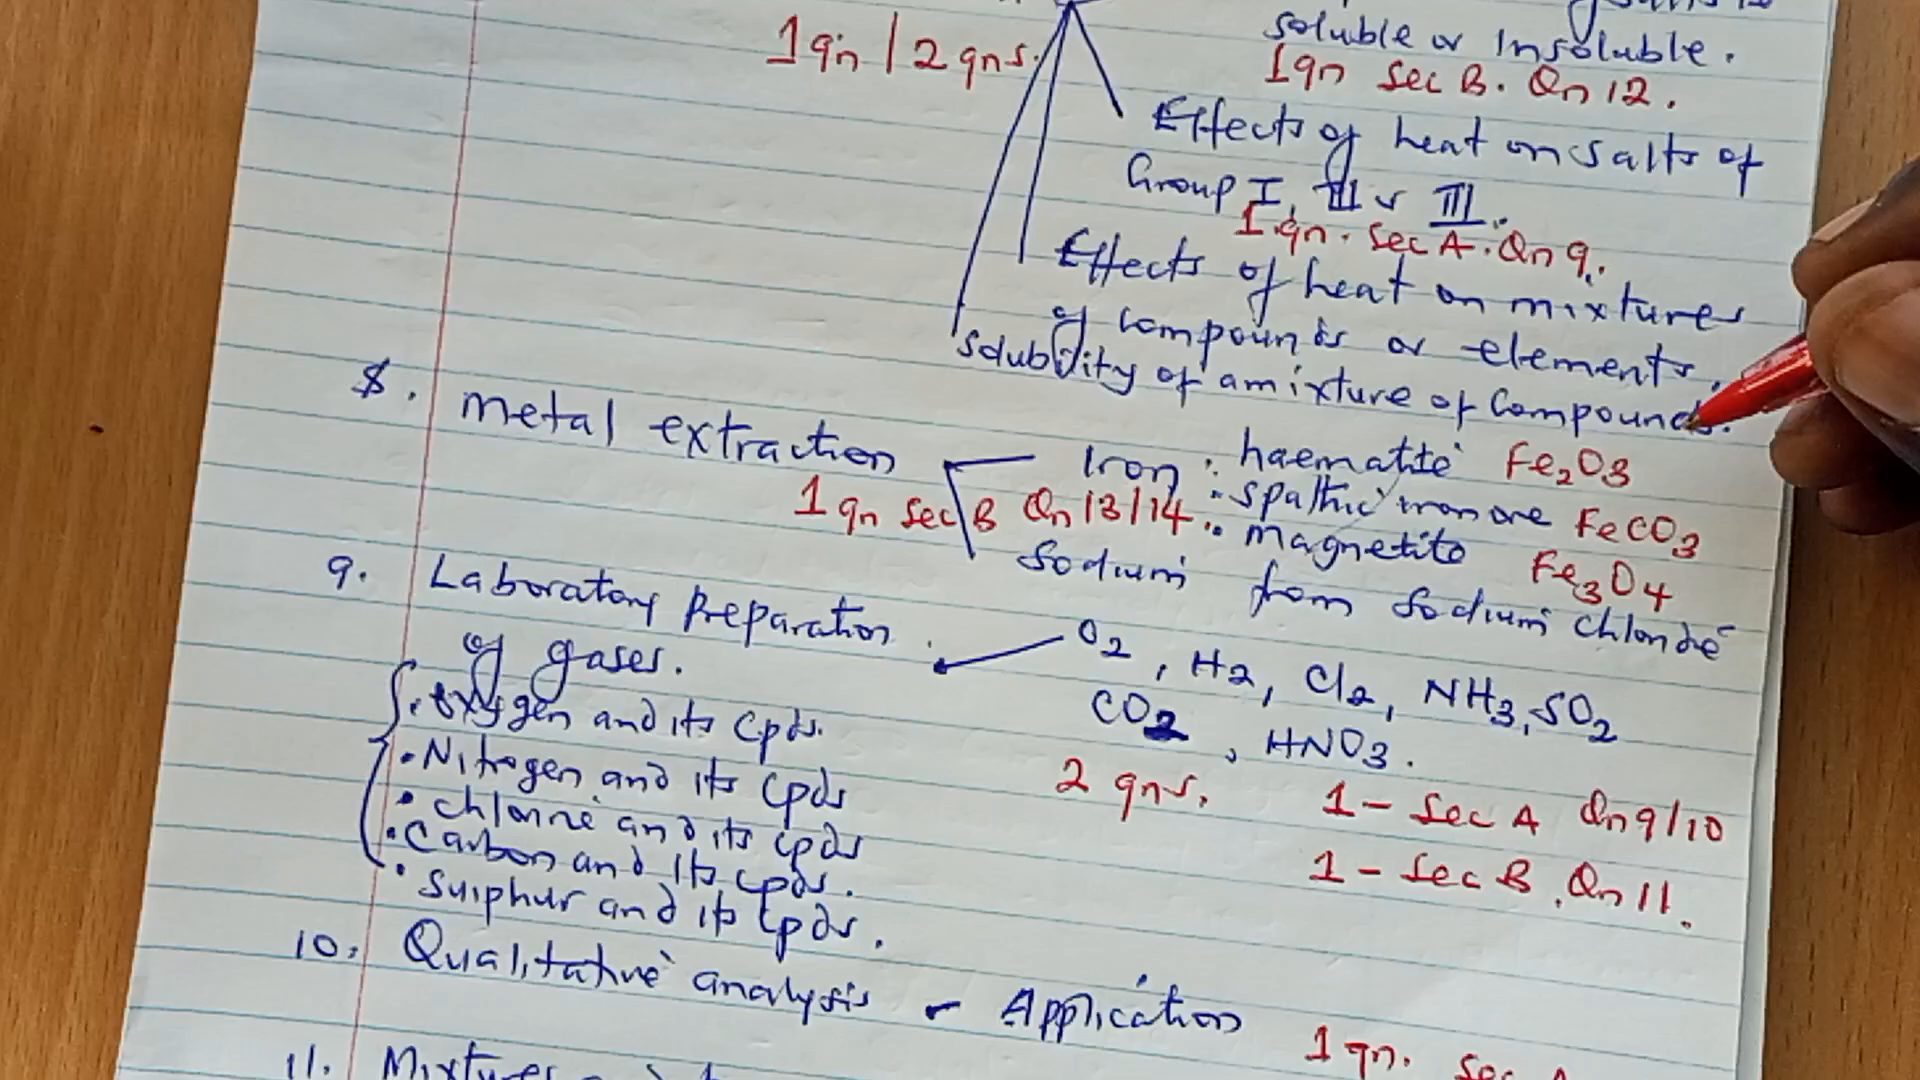 soluble or Insoluble.
1qn / 2 qns.
1qn Sec B. Qn 12.
Effects of heat on salts of
Group I, II & III.
1.qn. Sec A. Qn 9.
Effects of heat on mixtures
of compounds or elements.
Solubility of a mixture of Compounds.
8. Metal extraction
Iron : haematite Fe2O3
: spathic iron ore FeCO3
1 qn Sec B Qn 13/14
: magnetite Fe3O4
Sodium from Sodium chloride
9. Laboratory Preparation
of gases.
O2, H2, Cl2, NH3, SO2
CO2, HNO3.
• Oxygen and its cpds.
• Nitrogen and its cpds
• Chlorine and its cpds
• Carbon and its cpds.
• Sulphur and its cpds.
2 qns. 1 - Sec A Qn 9/10
1 - Sec B. Qn 11.
10. Qualitative analysis - Application
1 qn. Sec A
11. Mixtures